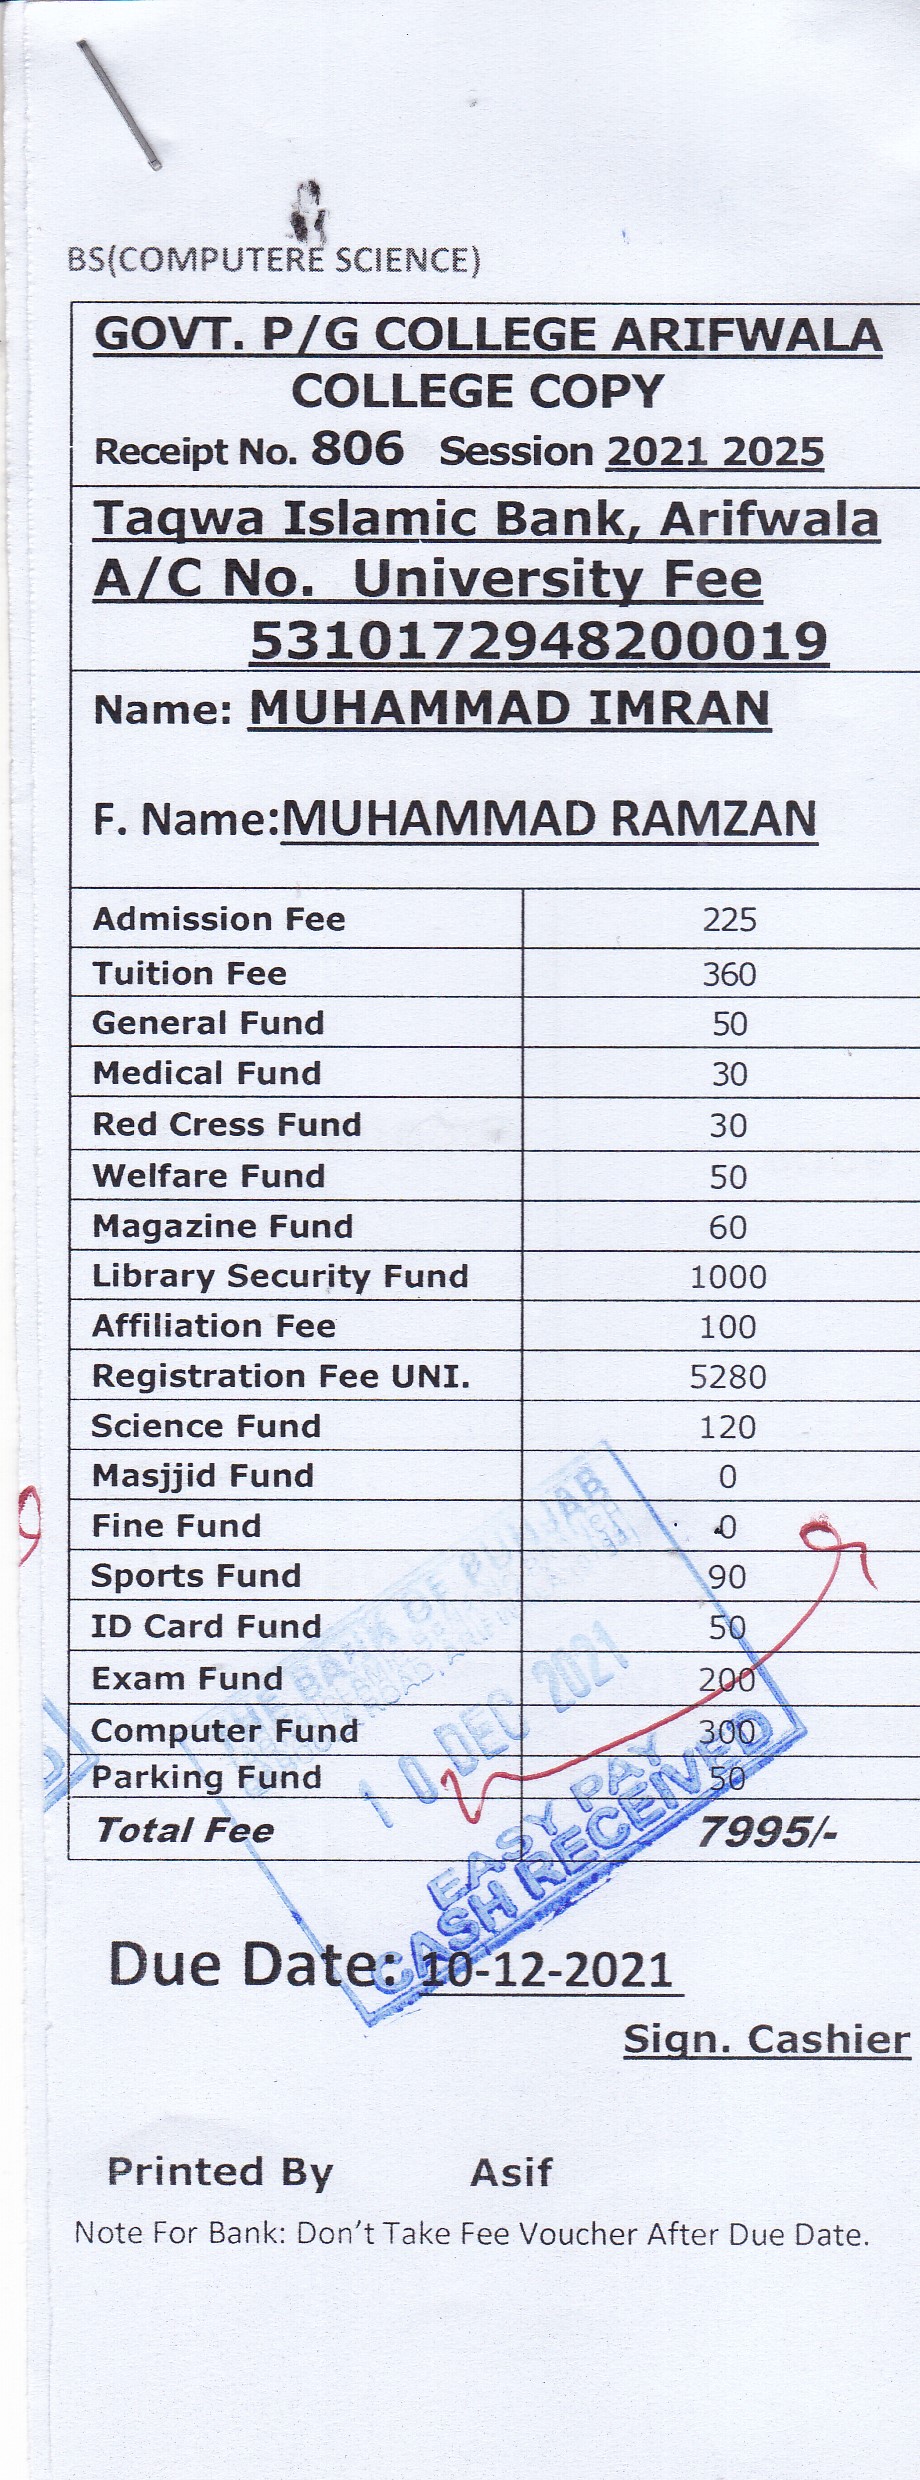 BS(COMPUTERE SCIENCE)
GOVT. P/G COLLEGE ARIFWALA
COLLEGE COPY
Receipt No. 806 Session 2021 2025
Taqwa Islamic Bank, Arifwala
A/C No. University Fee
5310172948200019
Name: MUHAMMAD IMRAN
F. Name:MUHAMMAD RAMZAN
Admission Fee 225
Tuition Fee 360
General Fund 50
Medical Fund 30
Red Cress Fund 30
Welfare Fund 50
Magazine Fund 60
Library Security Fund 1000
Affiliation Fee 100
Registration Fee UNI. 5280
Science Fund 120
Masjjid Fund 0
Fine Fund 0
Sports Fund 90
ID Card Fund 50
Exam Fund 200
Computer Fund 300
Parking Fund 50
Total Fee 7995/-
THE BANK OF PUNJAB
10 DEC 2021
EASY PAY
CASH RECEIVED
Due Date: 10-12-2021
Sign. Cashier
Printed By Asif
Note For Bank: Don't Take Fee Voucher After Due Date.